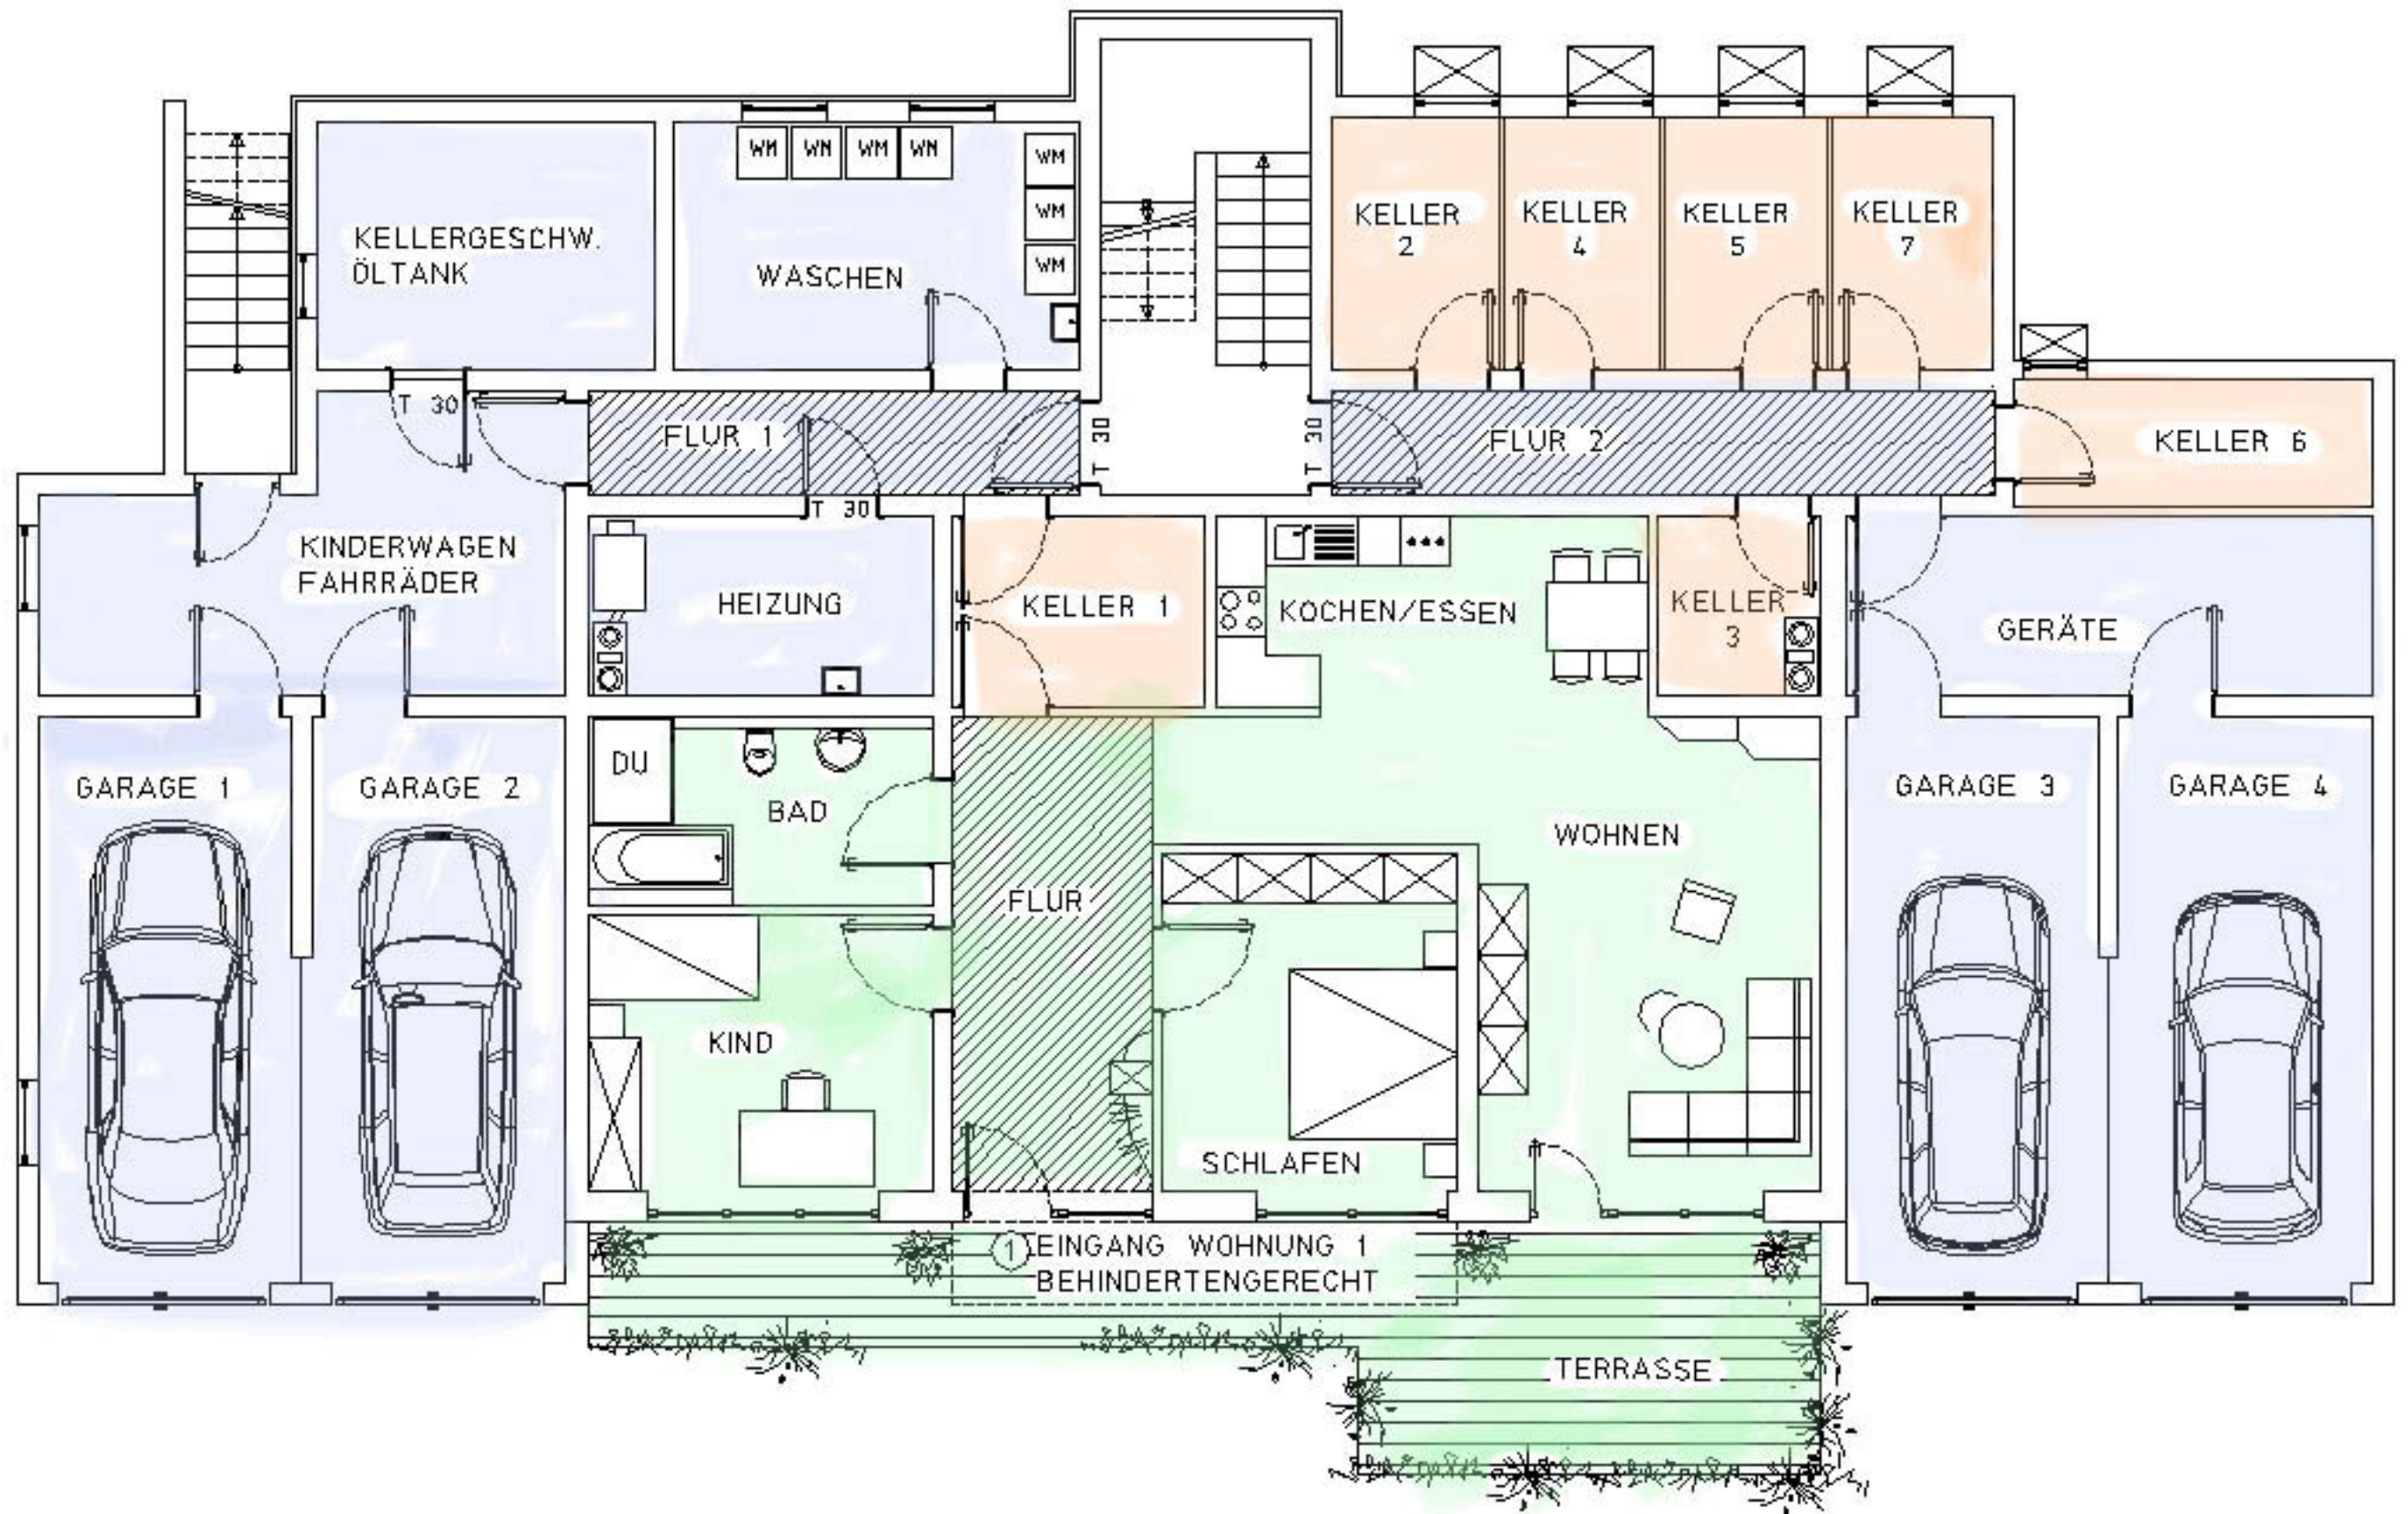 WM WM WM WM
WM
WM
WM
KELLERGESCHW.
ÖLTANK
WASCHEN
KELLER
2
KELLER
4
KELLER
5
KELLER
7
T 30
FLUR 1
T 30
T 30
FLUR 2
KELLER 6
T 30
KINDERWAGEN
FAHRRÄDER
HEIZUNG
KELLER 1
KOCHEN/ESSEN
KELLER
3
GERÄTE
GARAGE 1
GARAGE 2
DU
BAD
FLUR
WOHNEN
GARAGE 3
GARAGE 4
KIND
SCHLAFEN
1 EINGANG WOHNUNG 1
BEHINDERTENGERECHT
TERRASSE